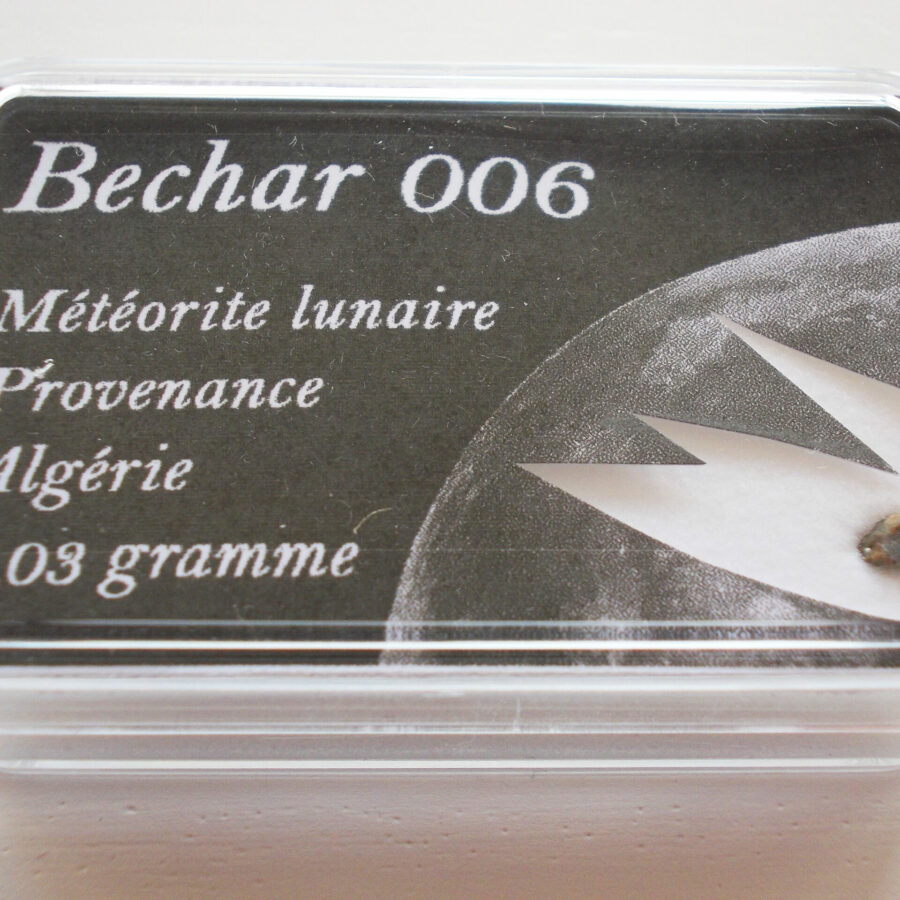 Bechar 006
Météorite lunaire
Provenance
Algérie
03 gramme